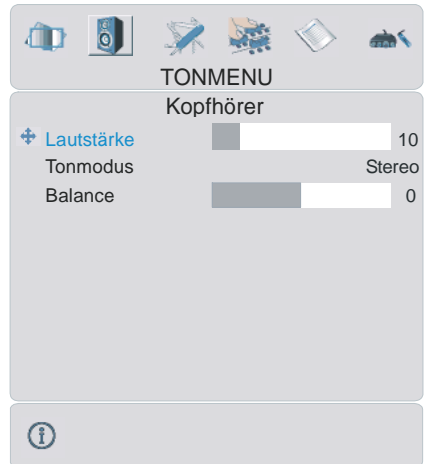 TONMENU
Kopfhörer
Lautstärke 10
Tonmodus Stereo
Balance 0